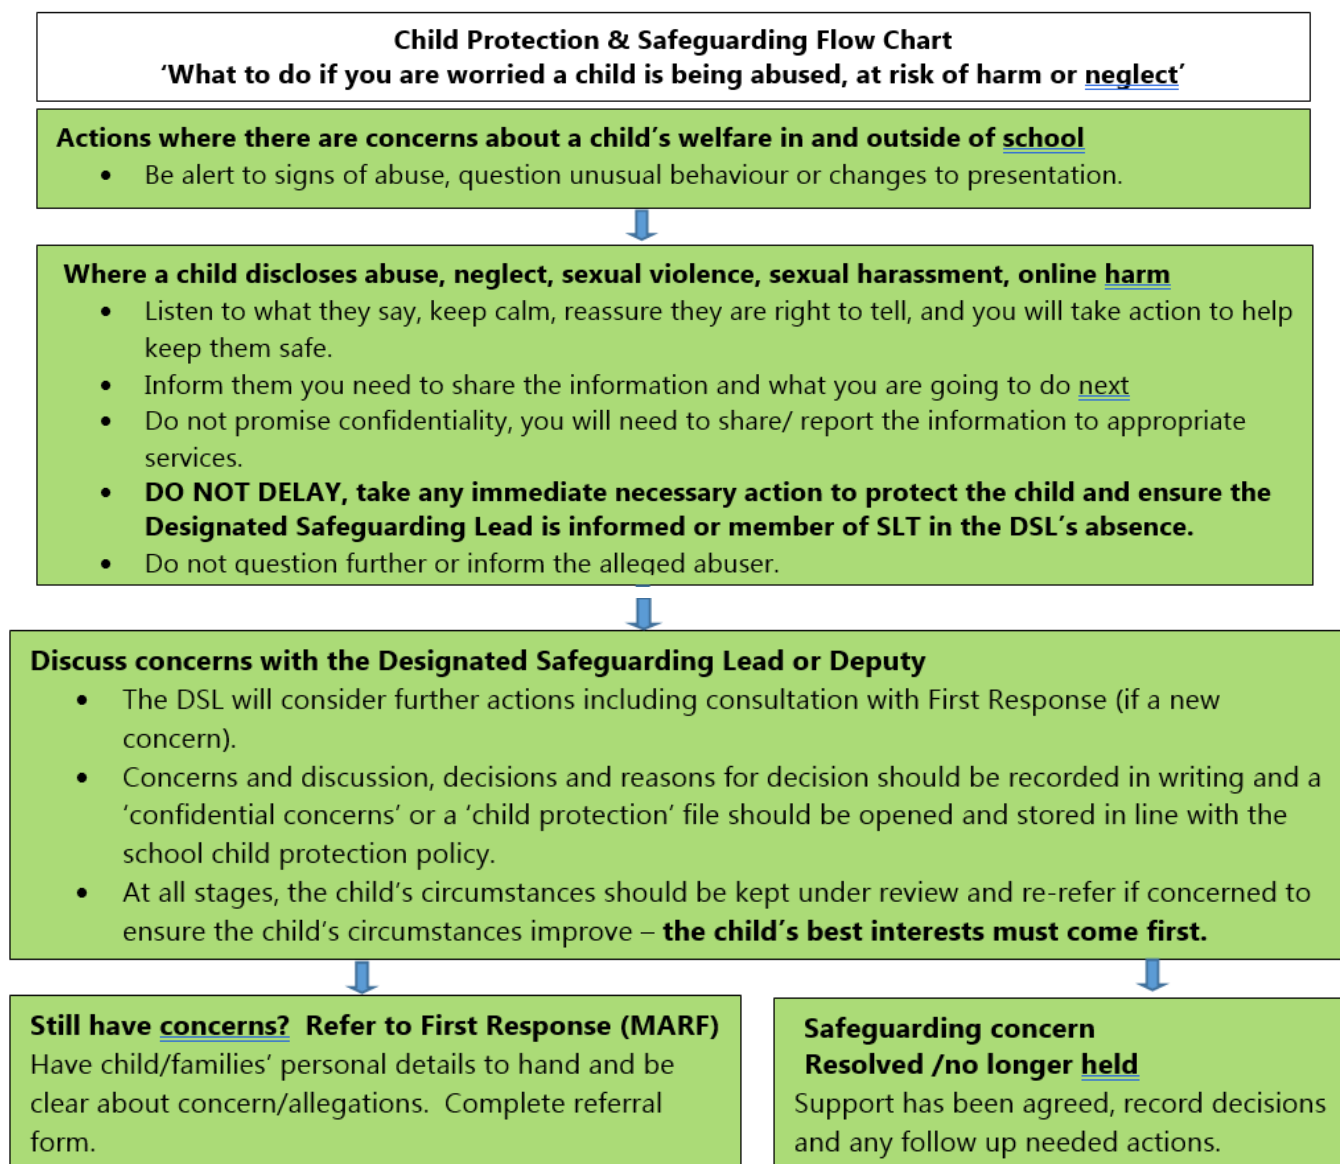 Child Protection & Safeguarding Flow Chart
‘What to do if you are worried a child is being abused, at risk of harm or neglect’
Actions where there are concerns about a child’s welfare in and outside of school
• Be alert to signs of abuse, question unusual behaviour or changes to presentation.
Where a child discloses abuse, neglect, sexual violence, sexual harassment, online harm
• Listen to what they say, keep calm, reassure they are right to tell, and you will take action to help
keep them safe.
• Inform them you need to share the information and what you are going to do next
• Do not promise confidentiality, you will need to share/ report the information to appropriate
services.
• DO NOT DELAY, take any immediate necessary action to protect the child and ensure the
Designated Safeguarding Lead is informed or member of SLT in the DSL’s absence.
• Do not question further or inform the alleged abuser.
Discuss concerns with the Designated Safeguarding Lead or Deputy
• The DSL will consider further actions including consultation with First Response (if a new
concern).
• Concerns and discussion, decisions and reasons for decision should be recorded in writing and a
‘confidential concerns’ or a ‘child protection’ file should be opened and stored in line with the
school child protection policy.
• At all stages, the child’s circumstances should be kept under review and re-refer if concerned to
ensure the child’s circumstances improve – the child’s best interests must come first.
Still have concerns? Refer to First Response (MARF)
Have child/families’ personal details to hand and be
clear about concern/allegations. Complete referral
form.
Safeguarding concern
Resolved /no longer held
Support has been agreed, record decisions
and any follow up needed actions.